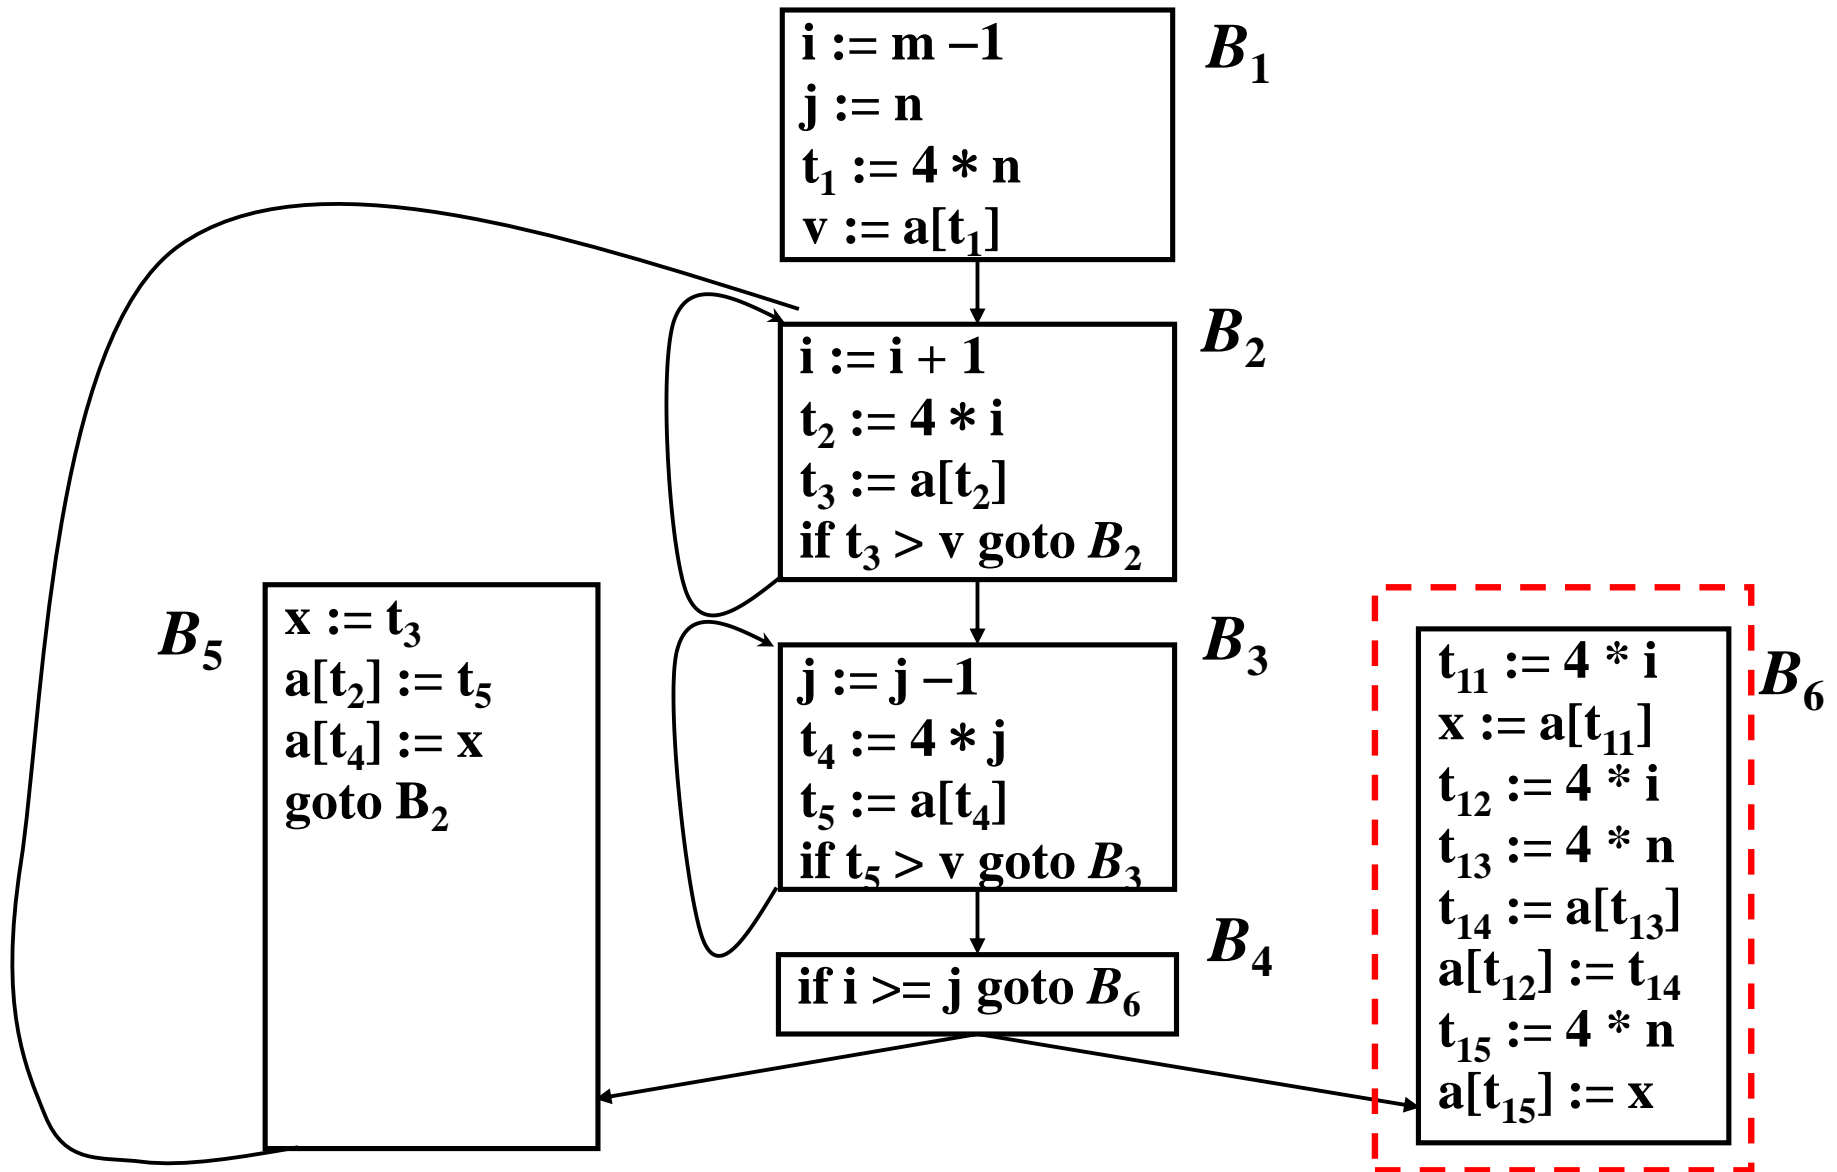 i := m –1
j := n
t₁ := 4 * n
v := a[t₁]
B₁
i := i + 1
t₂ := 4 * i
t₃ := a[t₂]
if t₃ > v goto B₂
B₂
j := j –1
t₄ := 4 * j
t₅ := a[t₄]
if t₅ > v goto B₃
B₃
if i >= j goto B₆
B₄
B₅
x := t₃
a[t₂] := t₅
a[t₄] := x
goto B₂
t₁₁ := 4 * i
x := a[t₁₁]
t₁₂ := 4 * i
t₁₃ := 4 * n
t₁₄ := a[t₁₃]
a[t₁₂] := t₁₄
t₁₅ := 4 * n
a[t₁₅] := x
B₆